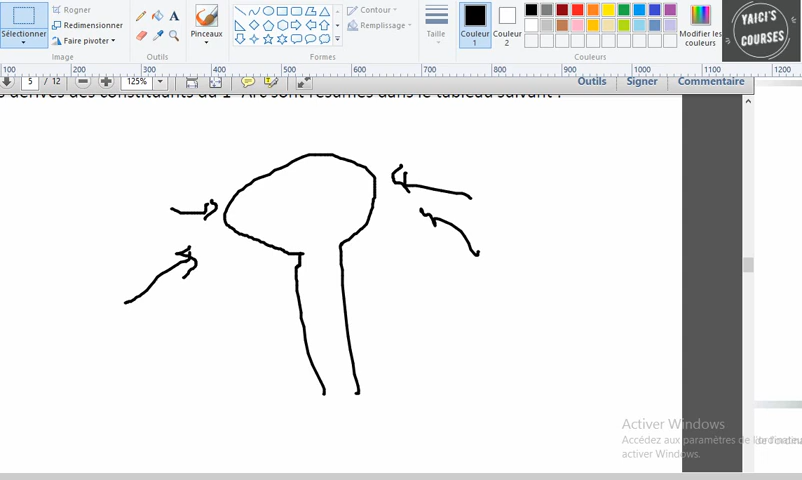 Sélectionner
Rogner
Redimensionner
Faire pivoter
Image
Outils
Pinceaux
Formes
Contour
Remplissage
Taille
Couleur
1
Couleur
2
Modifier les
couleurs
Couleurs
YAICI'S
COURSES
100 200 300 400 500 600 700 800 900 1000 1100 1200
5 / 12 125% Outils Signer Commentaire
dérivés des constituants du 1 Arc sont résumés dans le tableau suivant :
Activer Windows
Accédez aux paramètres de l'ordinateur
activer Windows.